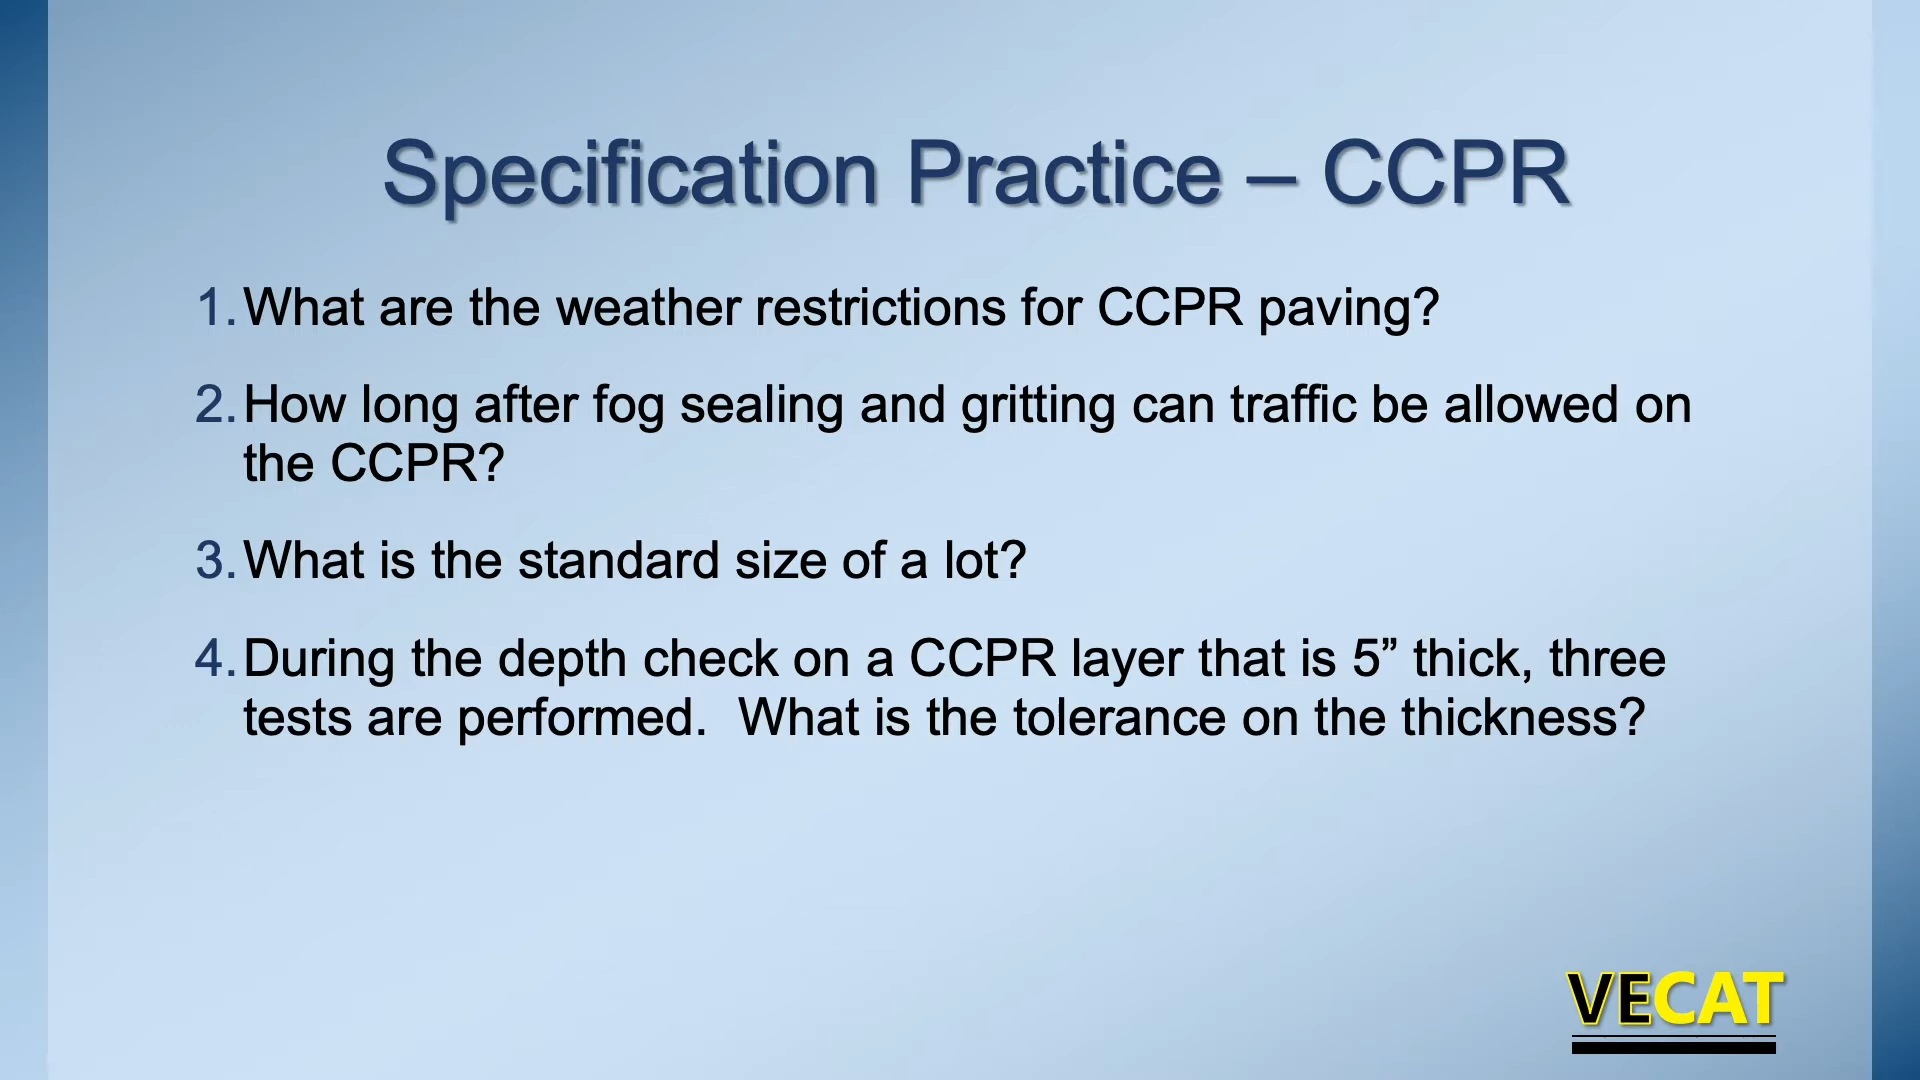 Specification Practice – CCPR
1. What are the weather restrictions for CCPR paving?
2. How long after fog sealing and gritting can traffic be allowed on
the CCPR?
3. What is the standard size of a lot?
4. During the depth check on a CCPR layer that is 5” thick, three
tests are performed.  What is the tolerance on the thickness?
VECAT